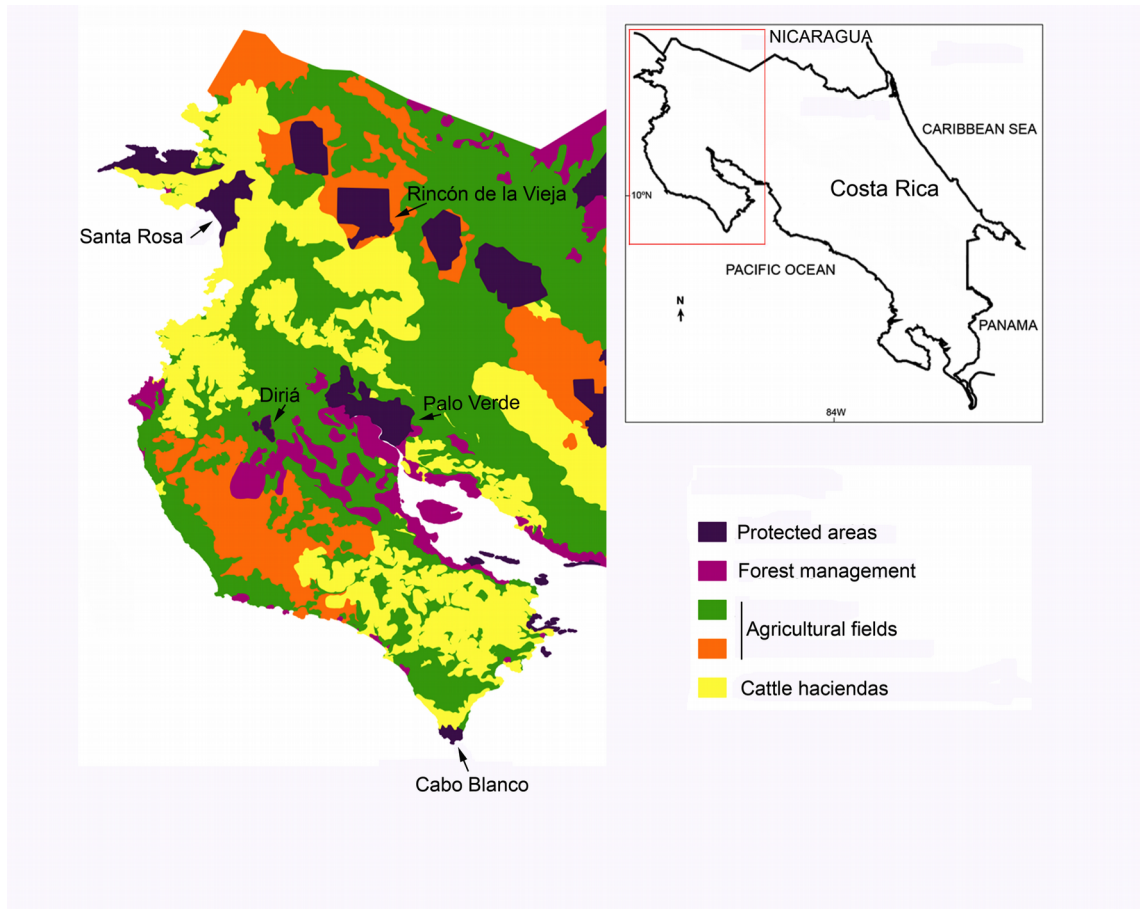 Rincón de la Vieja
Santa Rosa
Diriá
Palo Verde
Cabo Blanco
NICARAGUA
CARIBBEAN SEA
Costa Rica
10ºN
PACIFIC OCEAN
N
PANAMA
84W
Protected areas
Forest management
Agricultural fields
Cattle haciendas